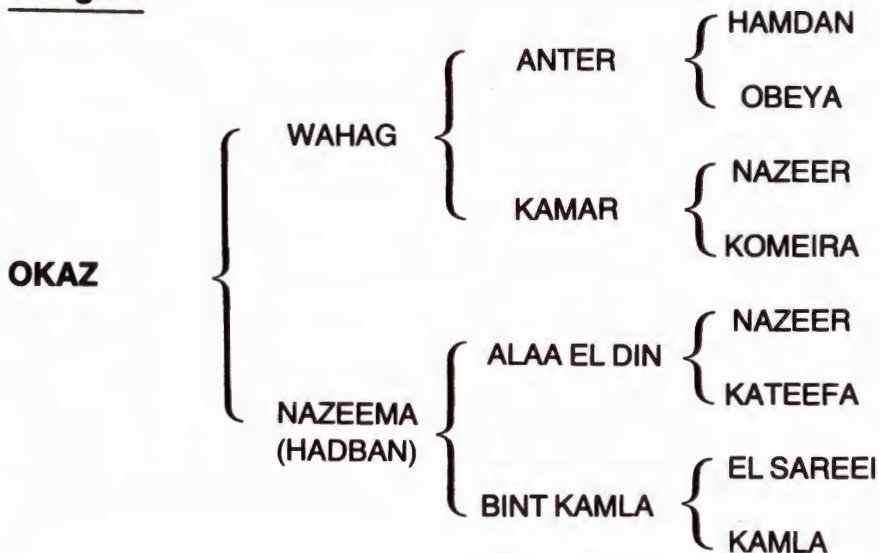 HAMDAN
ANTER
OBEYA
WAHAG
NAZEER
KAMAR
KOMEIRA
OKAZ
NAZEER
ALAA EL DIN
KATEEFA
NAZEEMA
(HADBAN)
EL SAREEI
BINT KAMLA
KAMLA